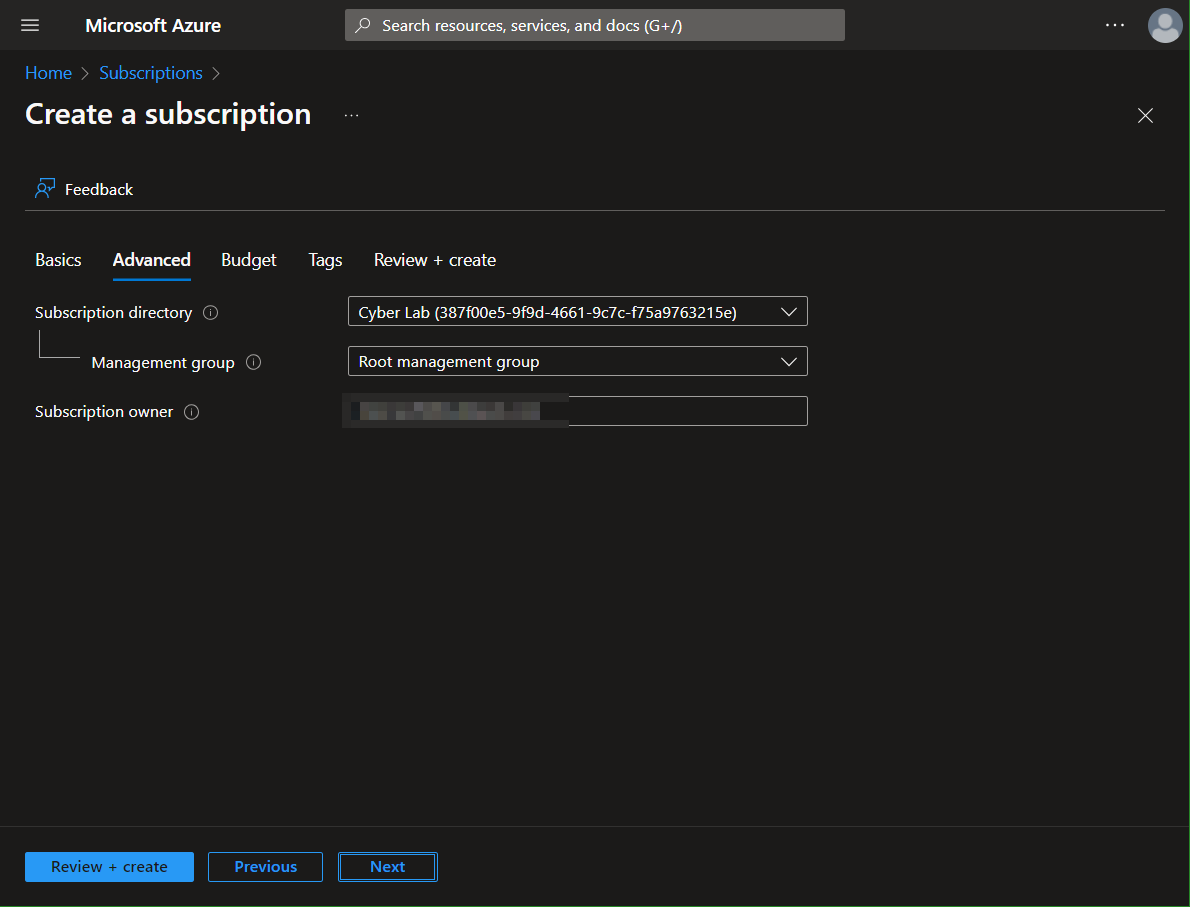 Microsoft Azure
Search resources, services, and docs (G+/)
Home
Subscriptions
Create a subscription
Feedback
Basics
Advanced
Budget
Tags
Review + create
Subscription directory
Cyber Lab (387f00e5-9f9d-4661-9c7c-f75a9763215e)
Management group
Root management group
Subscription owner
Review + create
Previous
Next